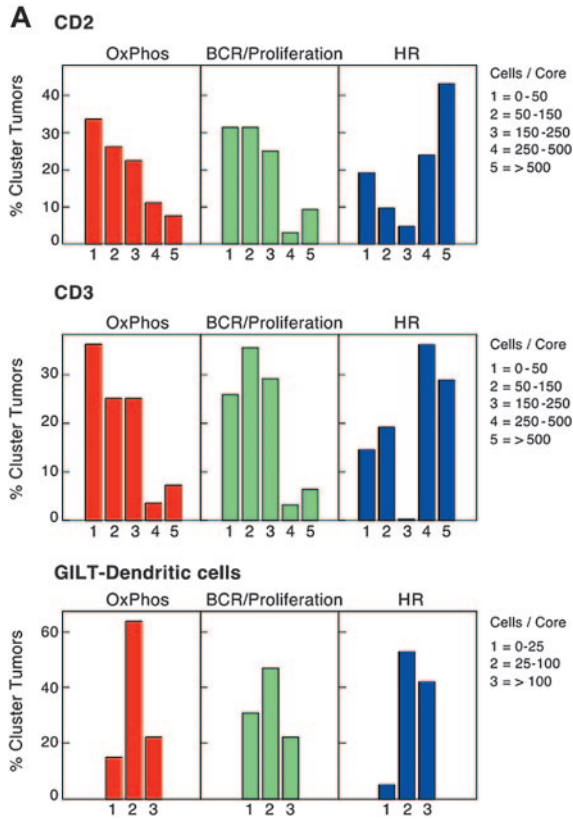 A CD2
OxPhos BCR/Proliferation HR
% Cluster Tumors
40
30
20
10
0
1 2 3 4 5 1 2 3 4 5 1 2 3 4 5
Cells / Core
1 = 0-50
2 = 50-150
3 = 150-250
4 = 250-500
5 = > 500
CD3
OxPhos BCR/Proliferation HR
% Cluster Tumors
30
20
10
0
1 2 3 4 5 1 2 3 4 5 1 2 3 4 5
Cells / Core
1 = 0-50
2 = 50-150
3 = 150-250
4 = 250-500
5 = > 500
GILT-Dendritic cells
OxPhos BCR/Proliferation HR
% Cluster Tumors
60
40
20
0
1 2 3 1 2 3 1 2 3
Cells / Core
1 = 0-25
2 = 25-100
3 = > 100